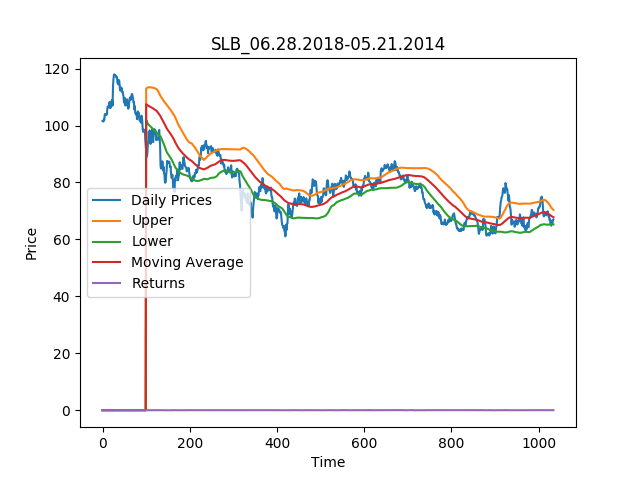 SLB_06.28.2018-05.21.2014
120
100
80
60
40
20
0
Price
Daily Prices
Upper
Lower
Moving Average
Returns
0 200 400 600 800 1000
Time